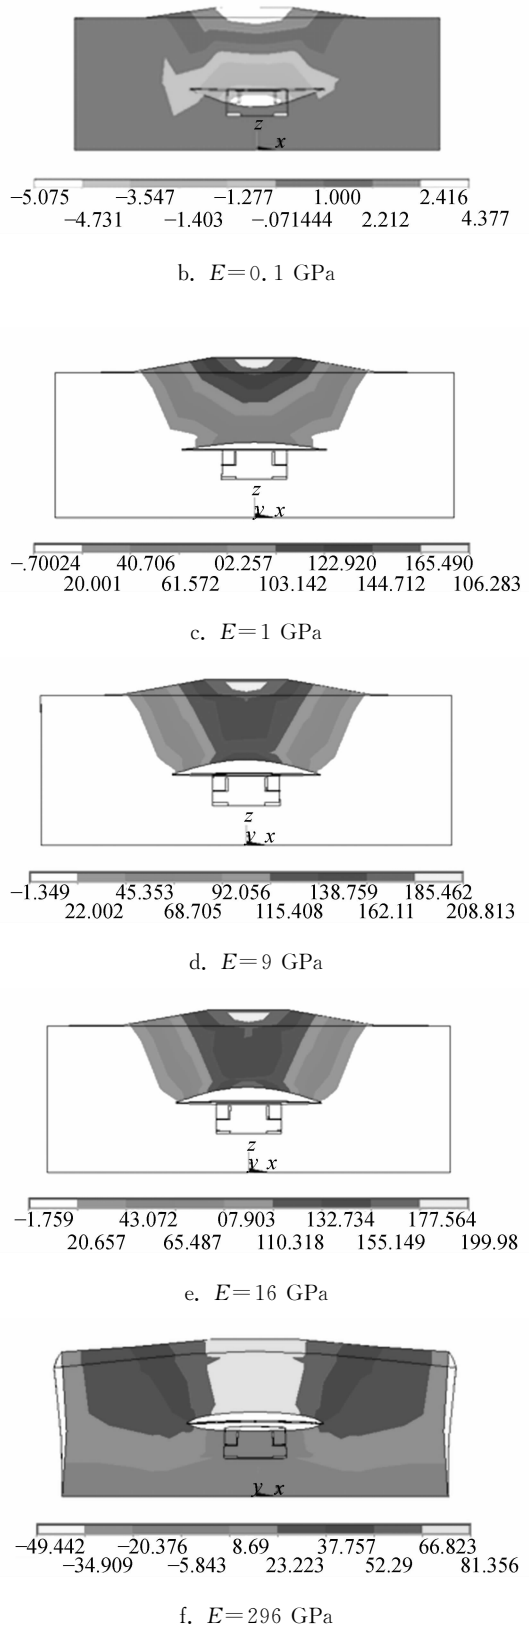 z
x
−5.075 −3.547 −1.277 1.000 2.416
−4.731 −1.403 −.071444 2.212 4.377
b. E=0.1 GPa
z
y x
−.70024 40.706 02.257 122.920 165.490
20.001 61.572 103.142 144.712 106.283
c. E=1 GPa
z
y x
−1.349 45.353 92.056 138.759 185.462
22.002 68.705 115.408 162.11 208.813
d. E=9 GPa
z
y x
−1.759 43.072 07.903 132.734 177.564
20.657 65.487 110.318 155.149 199.98
e. E=16 GPa
y x
−49.442 −20.376 8.69 37.757 66.823
−34.909 −5.843 23.223 52.29 81.356
f. E=296 GPa